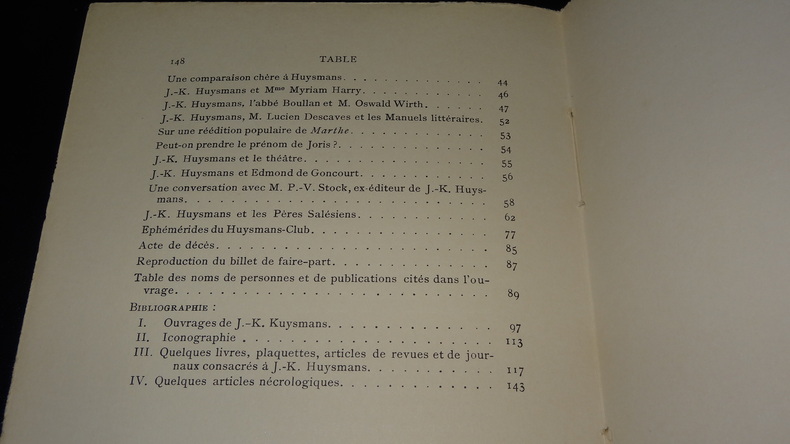 148 TABLE
Une comparaison chère à Huysmans. . . . . . . . . . . . . 44
J.-K. Huysmans et Mme Myriam Harry. . . . . . . . . . . . 46
J.-K. Huysmans, l'abbé Boullan et M. Oswald Wirth. . . . . 47
J.-K. Huysmans, M. Lucien Descaves et les Manuels littéraires. 52
Sur une réédition populaire de Marthe. . . . . . . . . . . 53
Peut-on prendre le prénom de Joris ?. . . . . . . . . . . . 54
J.-K. Huysmans et le théâtre. . . . . . . . . . . . . . . 55
J.-K. Huysmans et Edmond de Goncourt. . . . . . . . . . . 56
Une conversation avec M. P.-V. Stock, ex-éditeur de J.-K. Huys-
mans. . . . . . . . . . . . . . . . . . . . . . . . 58
J.-K. Huysmans et les Pères Salésiens. . . . . . . . . . . 62
Ephémérides du Huysmans-Club. . . . . . . . . . . . . . 77
Acte de décès. . . . . . . . . . . . . . . . . . . . . . 85
Reproduction du billet de faire-part. . . . . . . . . . . . . 87
Table des noms de personnes et de publications cités dans l'ou-
vrage. . . . . . . . . . . . . . . . . . . . . . . . 89
BIBLIOGRAPHIE :
I. Ouvrages de J.-K. Kuysmans. . . . . . . . . . . . . 97
II. Iconographie . . . . . . . . . . . . . . . . . . . 113
III. Quelques livres, plaquettes, articles de revues et de jour-
naux consacrés à J.-K. Huysmans. . . . . . . . . . 117
IV. Quelques articles nécrologiques. . . . . . . . . . . . 143